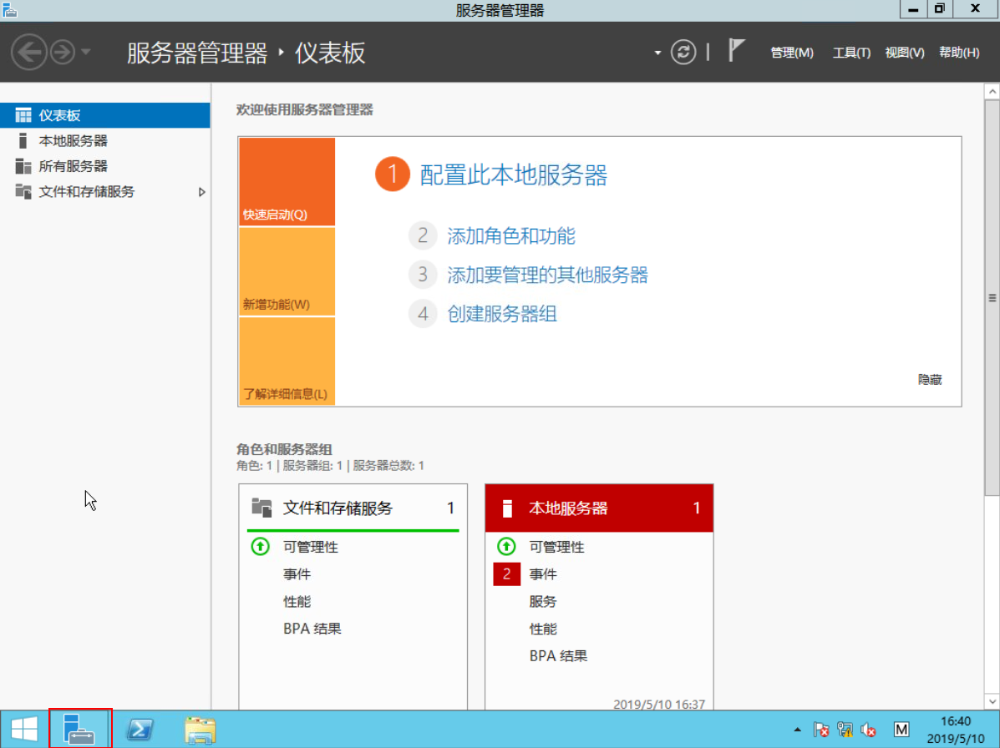 服务器管理器
服务器管理器 ‣ 仪表板
管理(M) 工具(T) 视图(V) 帮助(H)
仪表板
本地服务器
所有服务器
文件和存储服务
欢迎使用服务器管理器
快速启动(Q)
新增功能(W)
了解详细信息(L)
1 配置此本地服务器
2 添加角色和功能
3 添加要管理的其他服务器
4 创建服务器组
隐藏
角色和服务器组
角色: 1 | 服务器组: 1 | 服务器总数: 1
文件和存储服务 1
可管理性
事件
性能
BPA 结果
本地服务器 1
可管理性
2 事件
服务
性能
BPA 结果
2019/5/10 16:37
M
16:40
2019/5/10